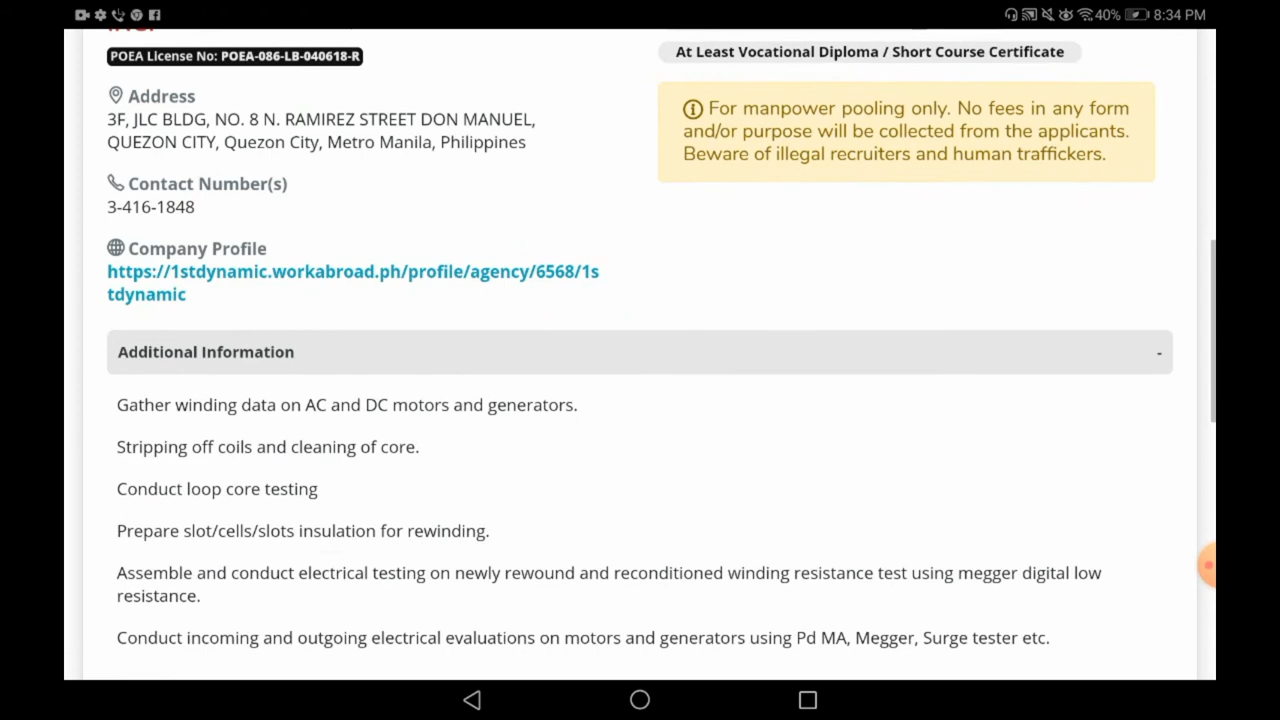 40% 8:34 PM
POEA License No: POEA-086-LB-040618-R
Address
3F, JLC BLDG, NO. 8 N. RAMIREZ STREET DON MANUEL,
QUEZON CITY, Quezon City, Metro Manila, Philippines
Contact Number(s)
3-416-1848
Company Profile
https://1stdynamic.workabroad.ph/profile/agency/6568/1s
tdynamic
At Least Vocational Diploma / Short Course Certificate
For manpower pooling only. No fees in any form
and/or purpose will be collected from the applicants.
Beware of illegal recruiters and human traffickers.
Additional Information -
Gather winding data on AC and DC motors and generators.
Stripping off coils and cleaning of core.
Conduct loop core testing
Prepare slot/cells/slots insulation for rewinding.
Assemble and conduct electrical testing on newly rewound and reconditioned winding resistance test using megger digital low
resistance.
Conduct incoming and outgoing electrical evaluations on motors and generators using Pd MA, Megger, Surge tester etc.